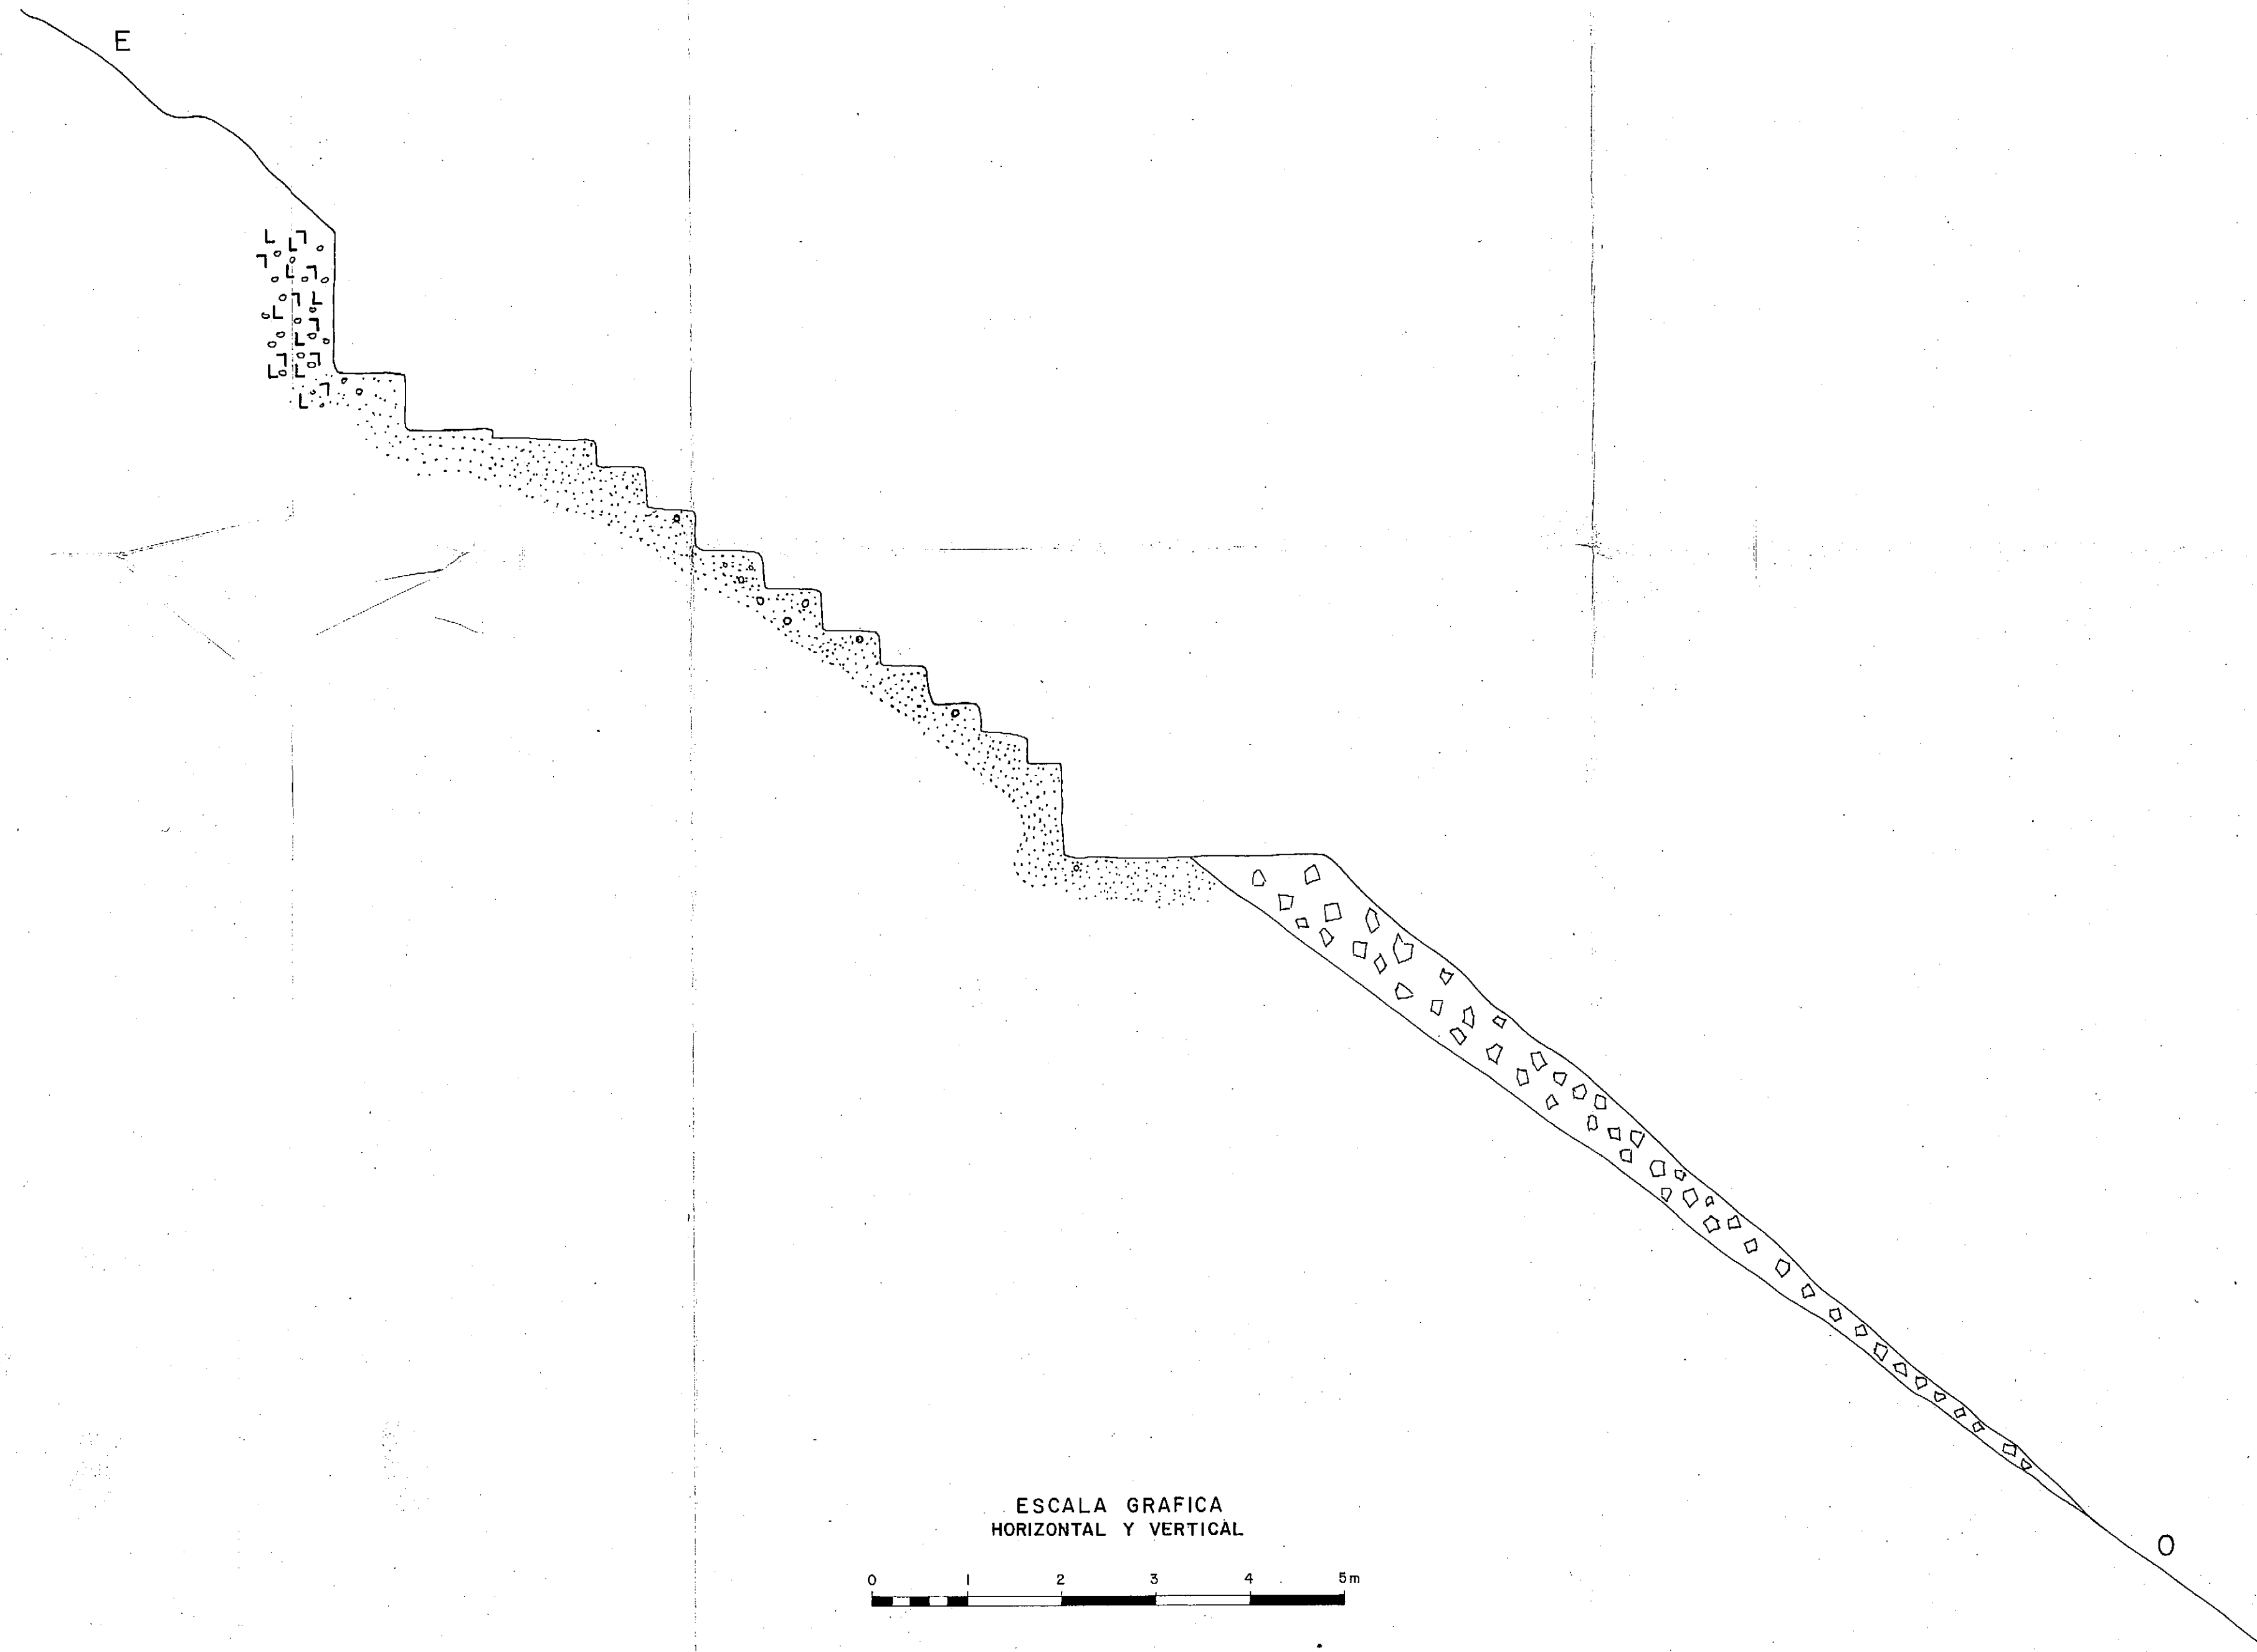 E
ESCALA GRAFICA
HORIZONTAL Y VERTICAL
0 1 2 3 4 5m
O